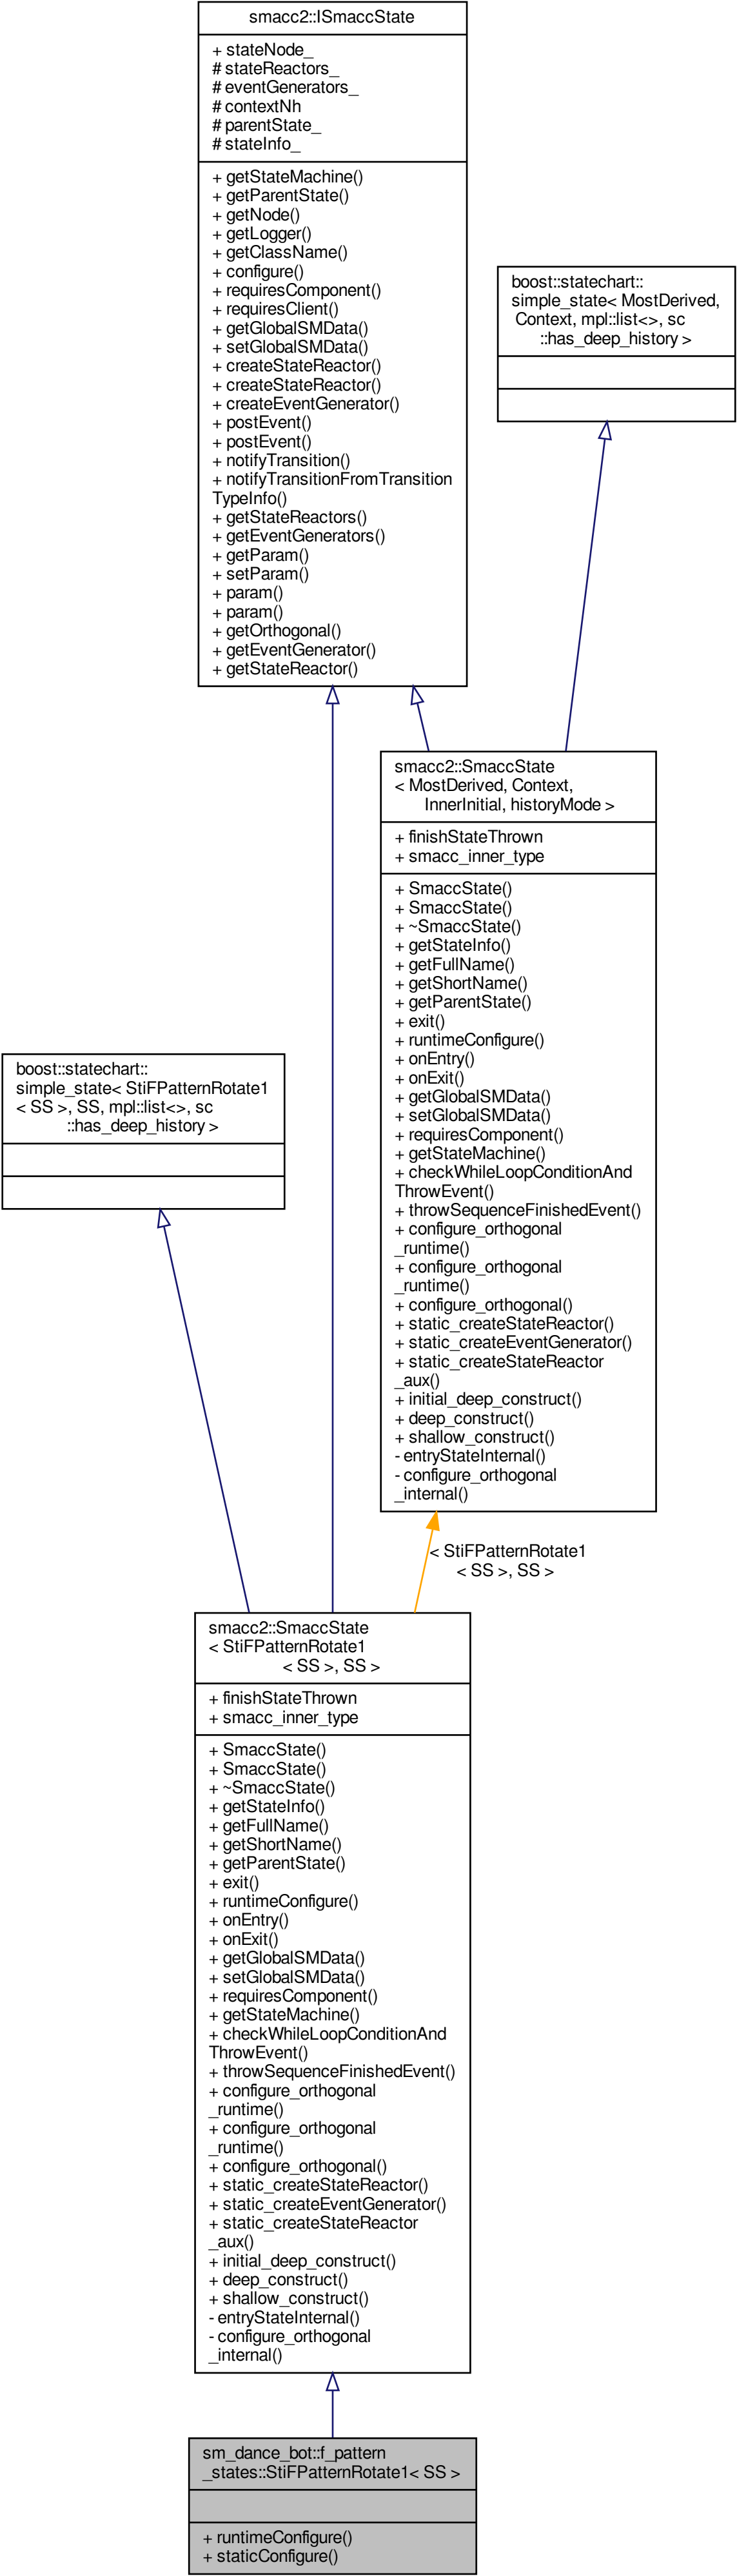 smacc2::ISmaccState
+ stateNode_
# stateReactors_
# eventGenerators_
# contextNh
# parentState_
# stateInfo_
+ getStateMachine()
+ getParentState()
+ getNode()
+ getLogger()
+ getClassName()
+ configure()
+ requiresComponent()
+ requiresClient()
+ getGlobalSMData()
+ setGlobalSMData()
+ createStateReactor()
+ createStateReactor()
+ createEventGenerator()
+ postEvent()
+ postEvent()
+ notifyTransition()
+ notifyTransitionFromTransition
TypeInfo()
+ getStateReactors()
+ getEventGenerators()
+ getParam()
+ setParam()
+ param()
+ param()
+ getOrthogonal()
+ getEventGenerator()
+ getStateReactor()
boost::statechart::
simple_state< MostDerived,
Context, mpl::list<>, sc
::has_deep_history >
smacc2::SmaccState
< MostDerived, Context,
InnerInitial, historyMode >
+ finishStateThrown
+ smacc_inner_type
+ SmaccState()
+ SmaccState()
+ ~SmaccState()
+ getStateInfo()
+ getFullName()
+ getShortName()
+ getParentState()
+ exit()
+ runtimeConfigure()
+ onEntry()
+ onExit()
+ getGlobalSMData()
+ setGlobalSMData()
+ requiresComponent()
+ getStateMachine()
+ checkWhileLoopConditionAnd
ThrowEvent()
+ throwSequenceFinishedEvent()
+ configure_orthogonal
_runtime()
+ configure_orthogonal
_runtime()
+ configure_orthogonal()
+ static_createStateReactor()
+ static_createEventGenerator()
+ static_createStateReactor
_aux()
+ initial_deep_construct()
+ deep_construct()
+ shallow_construct()
- entryStateInternal()
- configure_orthogonal
_internal()
boost::statechart::
simple_state< StiFPatternRotate1
< SS >, SS, mpl::list<>, sc
::has_deep_history >
< StiFPatternRotate1
< SS >, SS >
smacc2::SmaccState
< StiFPatternRotate1
< SS >, SS >
+ finishStateThrown
+ smacc_inner_type
+ SmaccState()
+ SmaccState()
+ ~SmaccState()
+ getStateInfo()
+ getFullName()
+ getShortName()
+ getParentState()
+ exit()
+ runtimeConfigure()
+ onEntry()
+ onExit()
+ getGlobalSMData()
+ setGlobalSMData()
+ requiresComponent()
+ getStateMachine()
+ checkWhileLoopConditionAnd
ThrowEvent()
+ throwSequenceFinishedEvent()
+ configure_orthogonal
_runtime()
+ configure_orthogonal
_runtime()
+ configure_orthogonal()
+ static_createStateReactor()
+ static_createEventGenerator()
+ static_createStateReactor
_aux()
+ initial_deep_construct()
+ deep_construct()
+ shallow_construct()
- entryStateInternal()
- configure_orthogonal
_internal()
sm_dance_bot::f_pattern
_states::StiFPatternRotate1< SS >
+ runtimeConfigure()
+ staticConfigure()